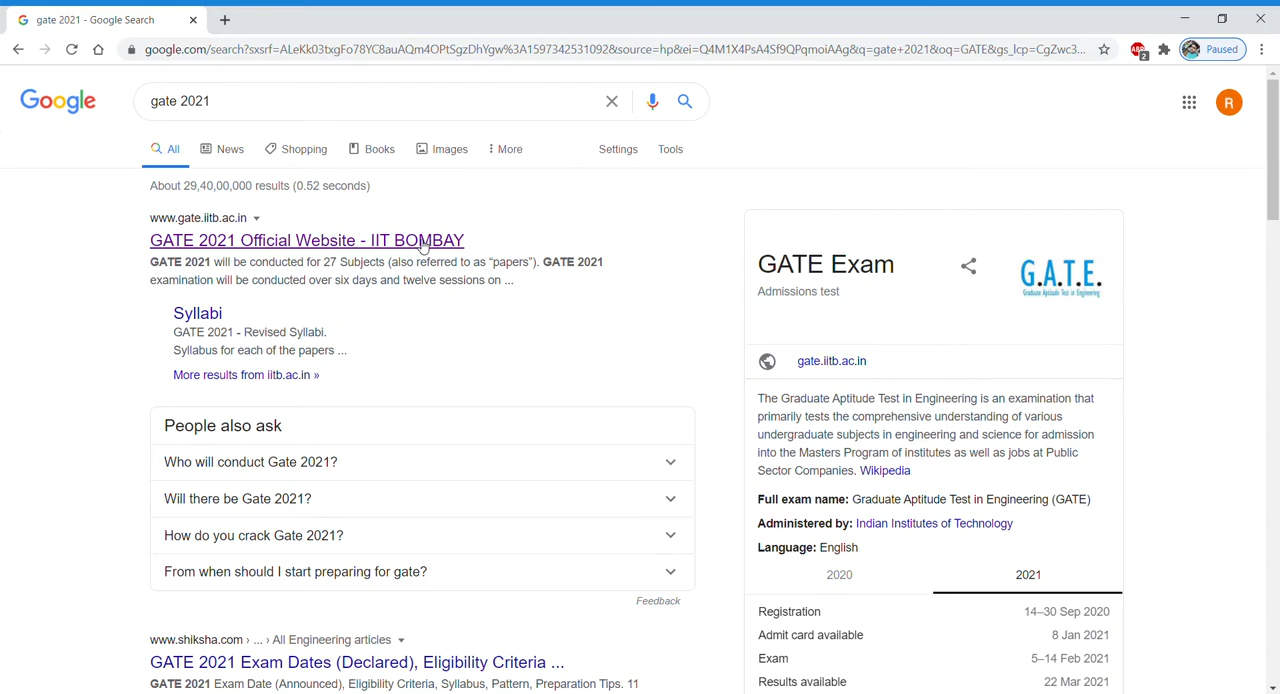 gate 2021 - Google Search
google.com/search?sxsrf=ALeKk03txgFo78YC8auAQm4OPtSgzDhYgw%3A1597342531092&source=hp&ei=Q4M1X4PsA4Sf9QPqmoiAAg&q=gate+2021&oq=GATE&gs_lcp=CgZwc3...
ABP
2
Paused
Google
gate 2021
R
All
News
Shopping
Books
Images
More
Settings
Tools
About 29,40,00,000 results (0.52 seconds)
www.gate.iitb.ac.in
GATE 2021 Official Website - IIT BOMBAY
GATE 2021 will be conducted for 27 Subjects (also referred to as “papers”). GATE 2021
examination will be conducted over six days and twelve sessions on ...
Syllabi
GATE 2021 - Revised Syllabi.
Syllabus for each of the papers ...
More results from iitb.ac.in »
People also ask
Who will conduct Gate 2021?
Will there be Gate 2021?
How do you crack Gate 2021?
From when should I start preparing for gate?
Feedback
www.shiksha.com › ... › All Engineering articles
GATE 2021 Exam Dates (Declared), Eligibility Criteria ...
GATE 2021 Exam Date (Announced), Eligibility Criteria, Syllabus, Pattern, Preparation Tips. 11
GATE Exam
Admissions test
G.A.T.E.
Graduate Aptitude Test in Engineering
gate.iitb.ac.in
The Graduate Aptitude Test in Engineering is an examination that
primarily tests the comprehensive understanding of various
undergraduate subjects in engineering and science for admission
into the Masters Program of institutes as well as jobs at Public
Sector Companies. Wikipedia
Full exam name: Graduate Aptitude Test in Engineering (GATE)
Administered by: Indian Institutes of Technology
Language: English
2020
2021
Registration 14–30 Sep 2020
Admit card available 8 Jan 2021
Exam 5–14 Feb 2021
Results available 22 Mar 2021